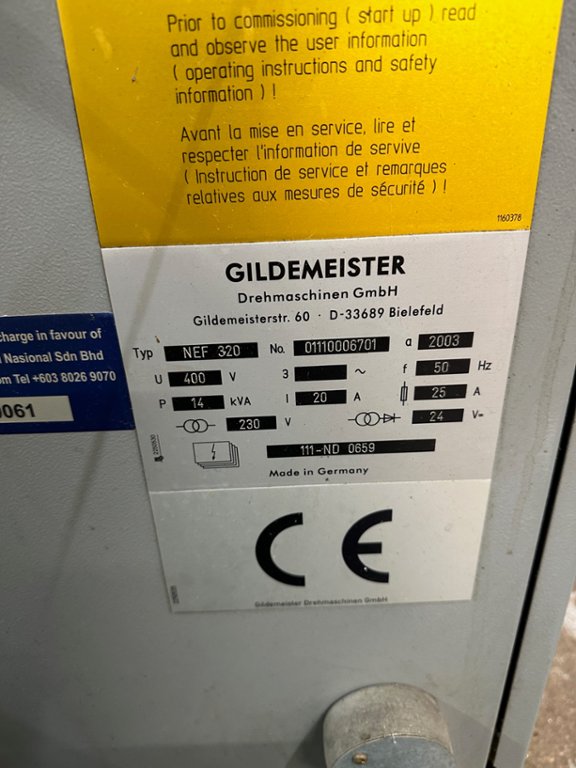 Prior to commissioning ( start up ) read
and observe the user information
( operating instructions and safety
information ) !
Avant la mise en service, lire et
respecter l'information de servive
( Instruction de service et remarques
relatives aux mesures de sécurité ) !
1160378
GILDEMEISTER
Drehmaschinen GmbH
Gildemeisterstr. 60 · D-33689 Bielefeld
Typ NEF 320 No. 01110006701 a 2003
U 400 V 3 ~ f 50 Hz
P 14 kVA I 20 A 25 A
230 V 24 V=
111-ND 0659
Made in Germany
CE
Gildemeister Drehmaschinen GmbH
charge in favour of
Nasional Sdn Bhd
om Tel +603 8026 9070
0061